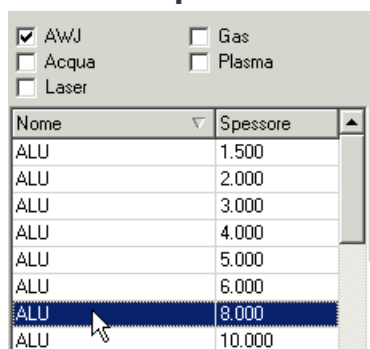 AWJ Gas
Acqua Plasma
Laser
Nome Spessore
ALU 1.500
ALU 2.000
ALU 3.000
ALU 4.000
ALU 5.000
ALU 6.000
ALU 8.000
ALU 10.000